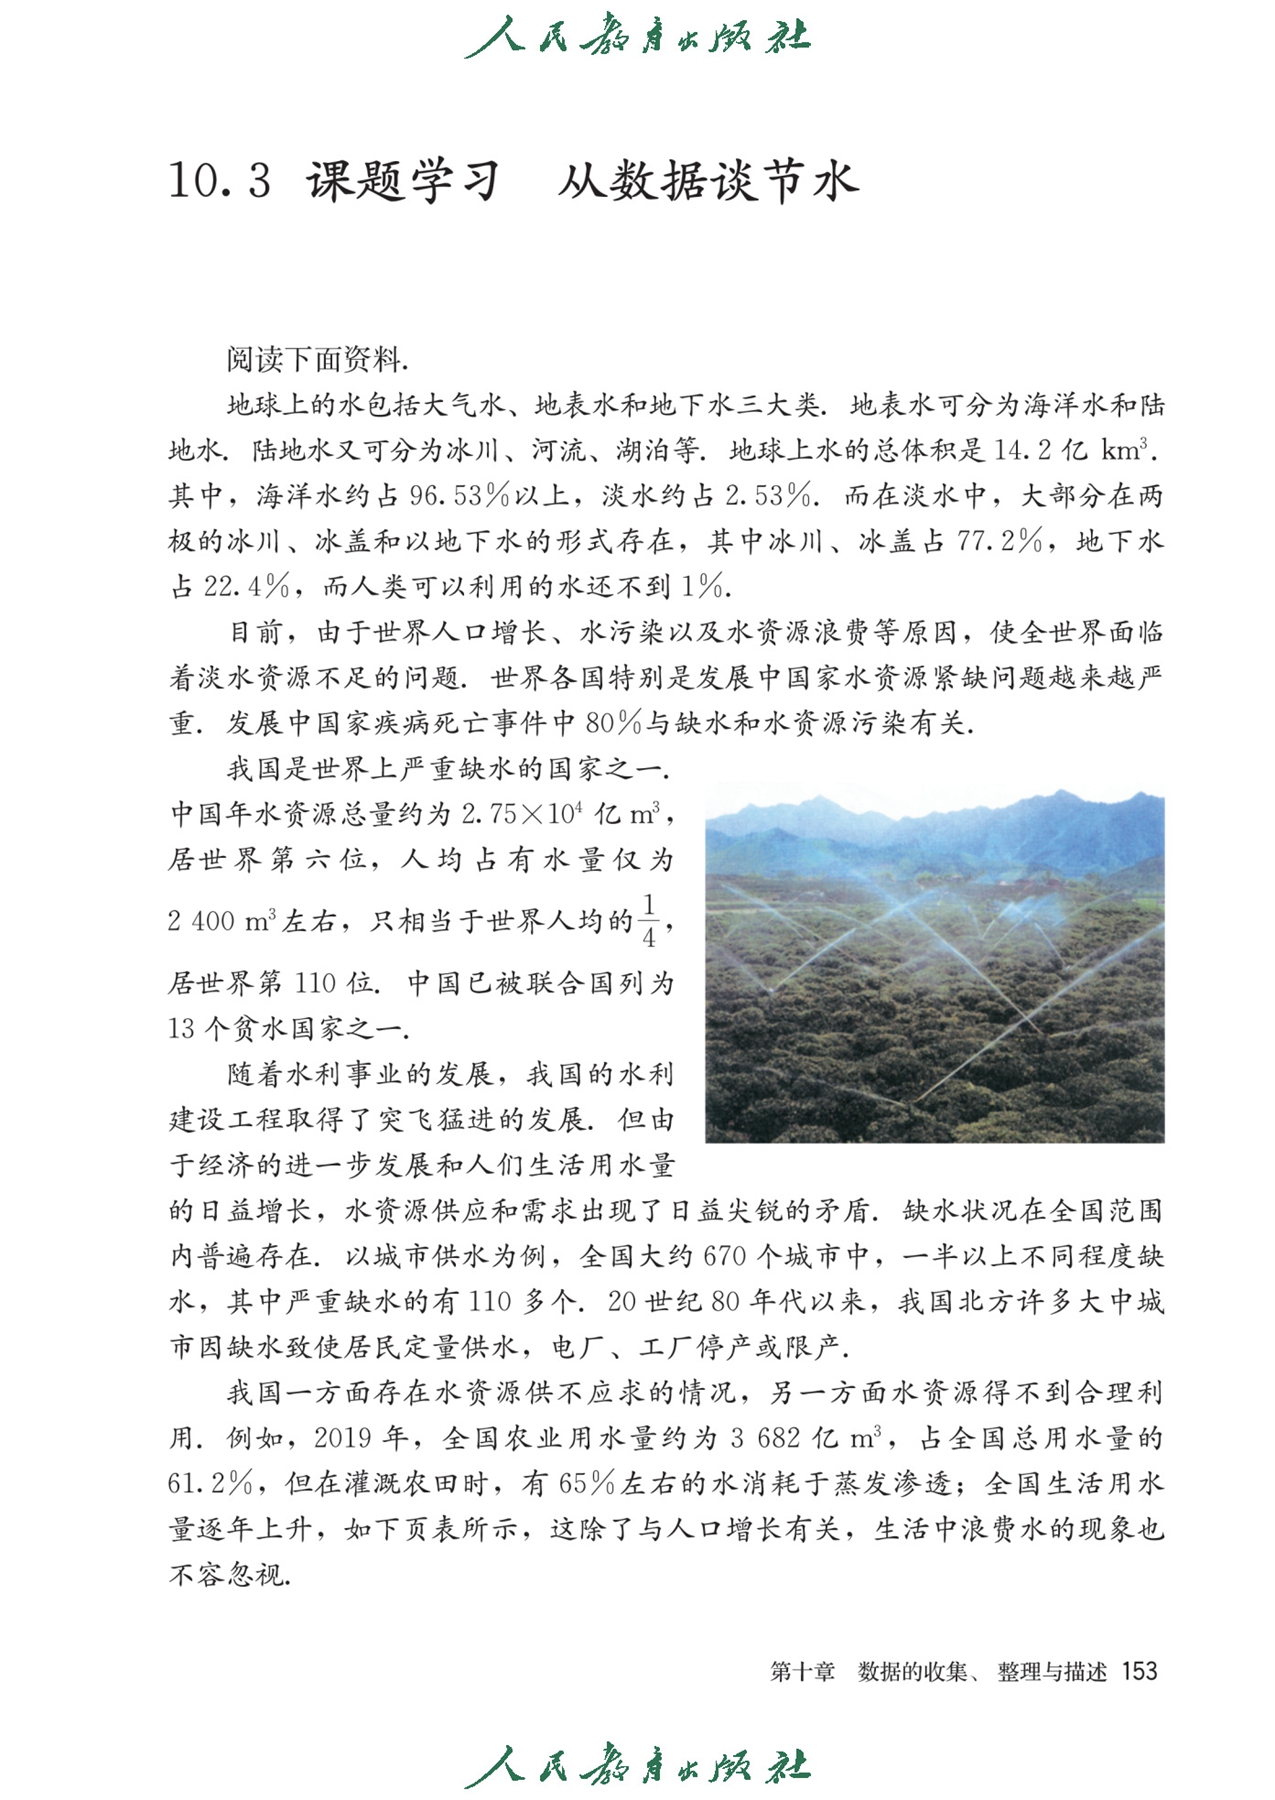 人民教育出版社
10.3 课题学习 从数据谈节水
阅读下面资料.
地球上的水包括大气水、地表水和地下水三大类. 地表水可分为海洋水和陆
地水. 陆地水又可分为冰川、河流、湖泊等. 地球上水的总体积是 14.2 亿 km³.
其中，海洋水约占 96.53%以上，淡水约占 2.53%. 而在淡水中，大部分在两
极的冰川、冰盖和以地下水的形式存在，其中冰川、冰盖占 77.2%，地下水
占 22.4%，而人类可以利用的水还不到 1%.
目前，由于世界人口增长、水污染以及水资源浪费等原因，使全世界面临
着淡水资源不足的问题. 世界各国特别是发展中国家水资源紧缺问题越来越严
重. 发展中国家疾病死亡事件中 80%与缺水和水资源污染有关.
我国是世界上严重缺水的国家之一.
中国年水资源总量约为 2.75×10⁴ 亿 m³，
居世界第六位，人均占有水量仅为
2 400 m³左右，只相当于世界人均的1/4，
居世界第 110 位. 中国已被联合国列为
13 个贫水国家之一.
随着水利事业的发展，我国的水利
建设工程取得了突飞猛进的发展. 但由
于经济的进一步发展和人们生活用水量
的日益增长，水资源供应和需求出现了日益尖锐的矛盾. 缺水状况在全国范围
内普遍存在. 以城市供水为例，全国大约 670 个城市中，一半以上不同程度缺
水，其中严重缺水的有 110 多个. 20 世纪 80 年代以来，我国北方许多大中城
市因缺水致使居民定量供水，电厂、工厂停产或限产.
我国一方面存在水资源供不应求的情况，另一方面水资源得不到合理利
用. 例如，2019 年，全国农业用水量约为 3 682 亿 m³，占全国总用水量的
61.2%，但在灌溉农田时，有 65%左右的水消耗于蒸发渗透；全国生活用水
量逐年上升，如下页表所示，这除了与人口增长有关，生活中浪费水的现象也
不容忽视.
第十章 数据的收集、整理与描述 153
人民教育出版社